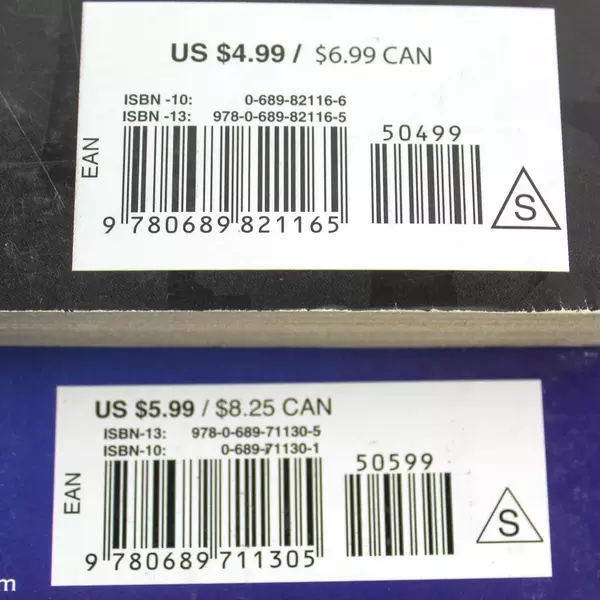 US $4.99 / $6.99 CAN
ISBN -10: 0-689-82116-6
ISBN -13: 978-0-689-82116-5
EAN
50499
9 780689 821165
S
US $5.99 / $8.25 CAN
ISBN-13: 978-0-689-71130-5
ISBN-10: 0-689-71130-1
EAN
50599
9 780689 711305
S
m